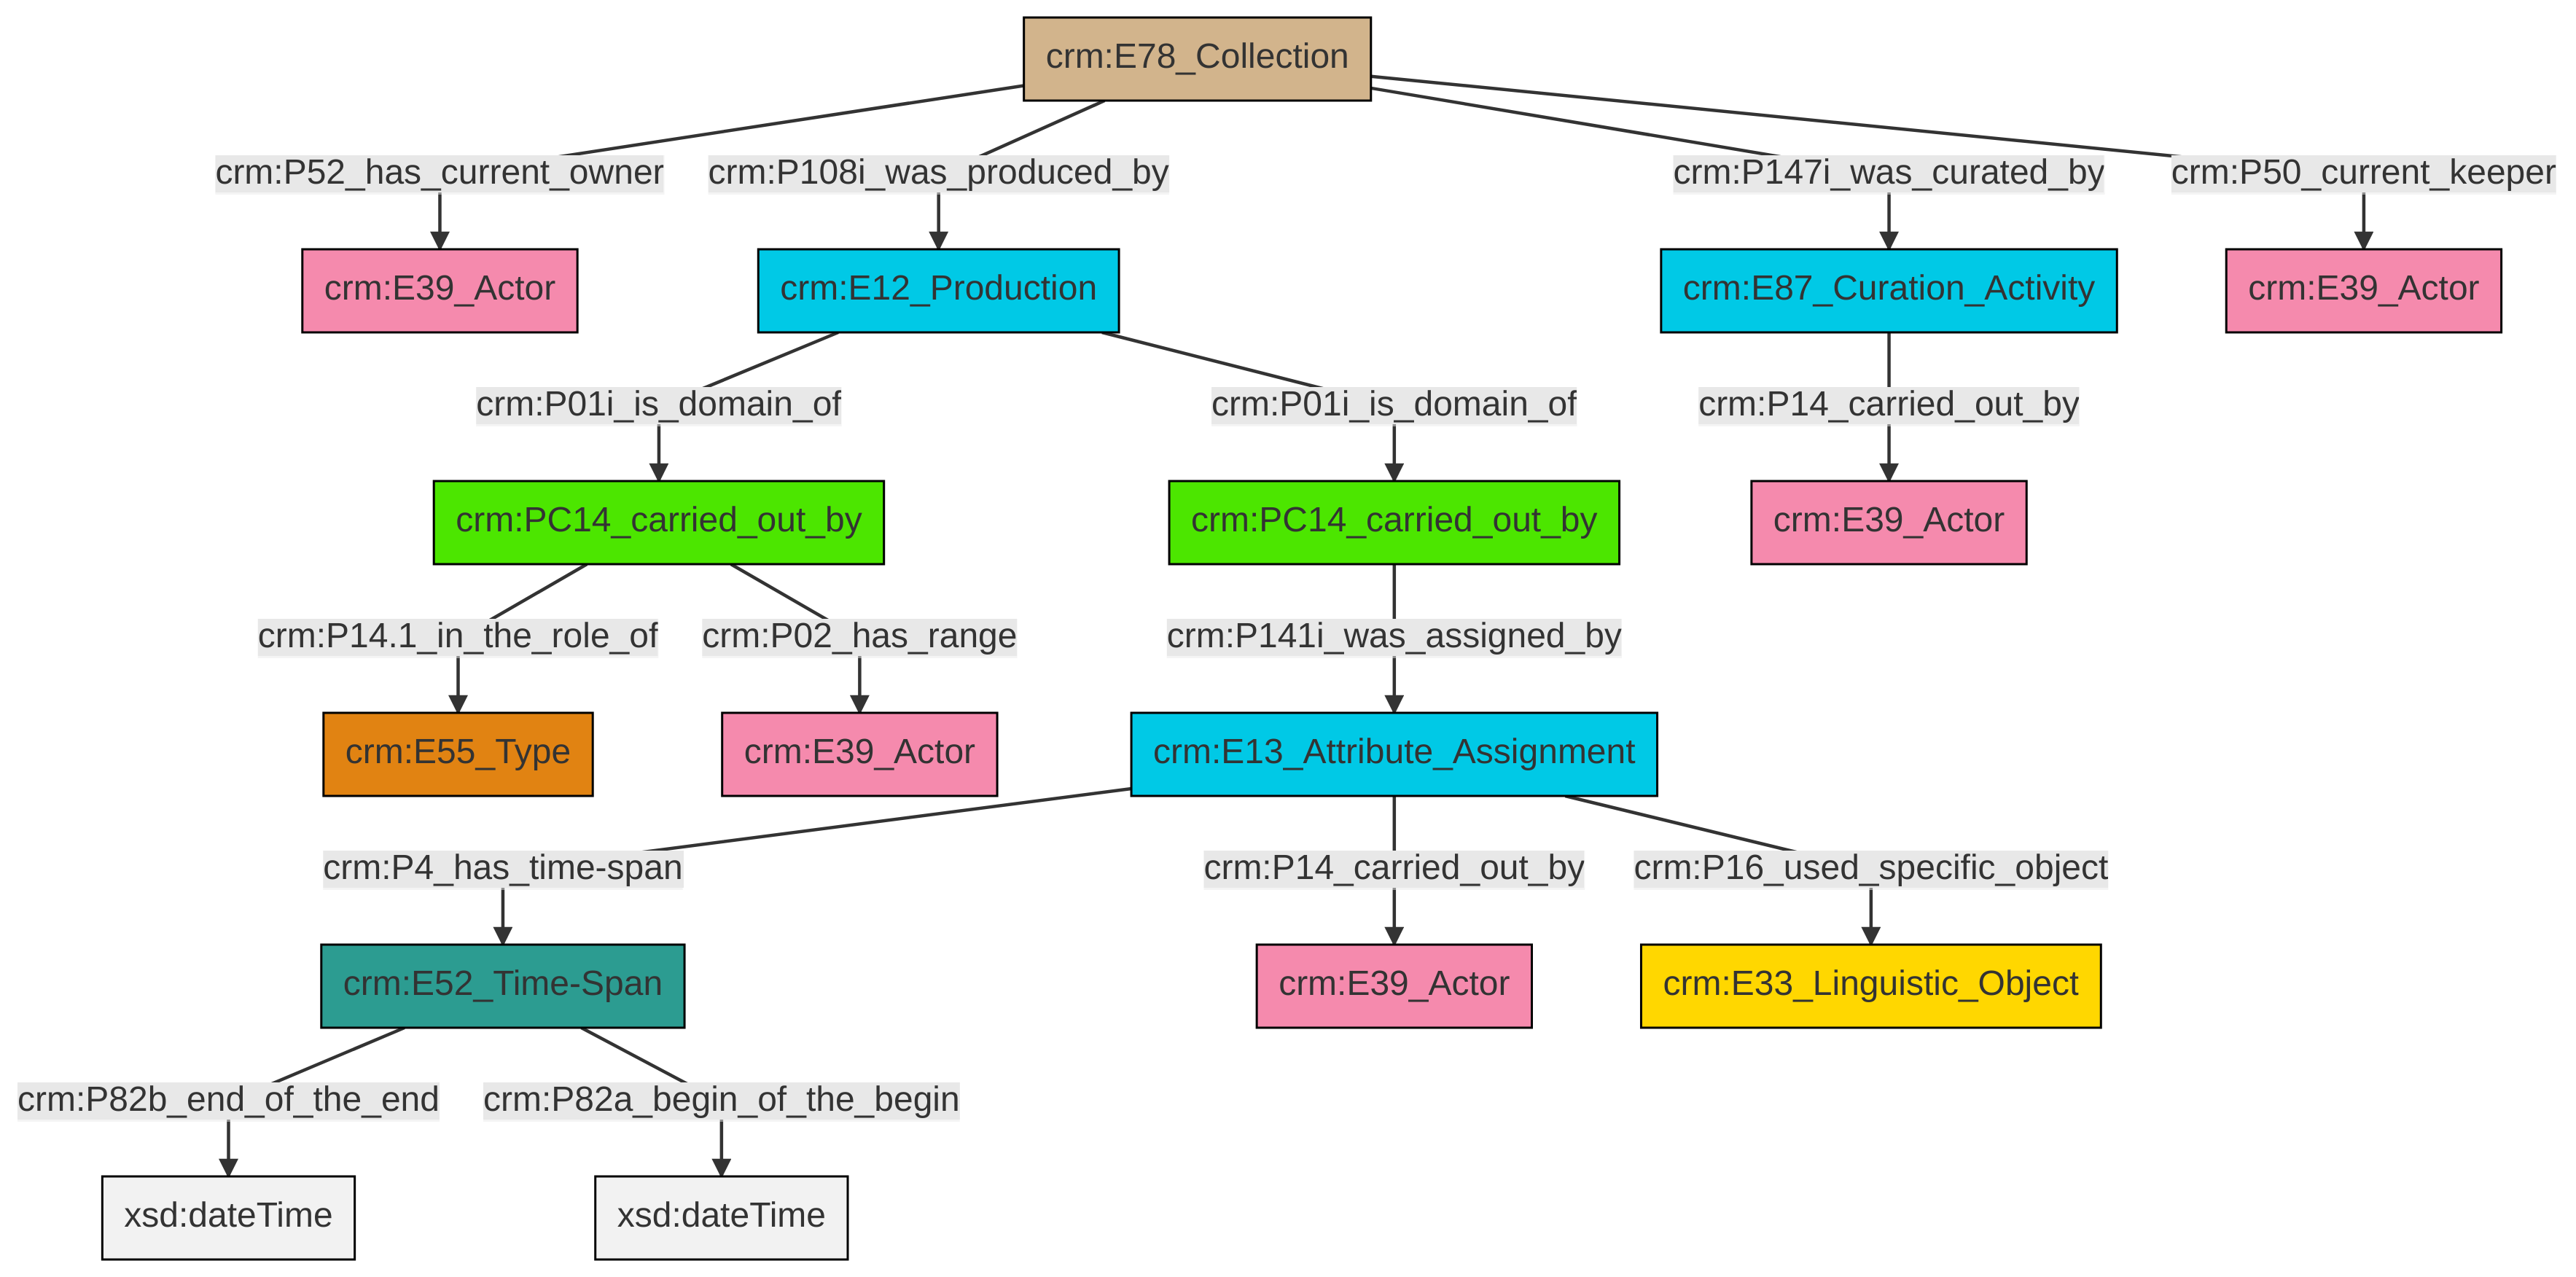 crm:E78_Collection
crm:P52_has_current_owner
crm:P108i_was_produced_by
crm:P147i_was_curated_by
crm:P50_current_keeper
crm:E39_Actor
crm:E12_Production
crm:E87_Curation_Activity
crm:E39_Actor
crm:P01i_is_domain_of
crm:P01i_is_domain_of
crm:P14_carried_out_by
crm:PC14_carried_out_by
crm:PC14_carried_out_by
crm:E39_Actor
crm:P14.1_in_the_role_of
crm:P02_has_range
crm:P141i_was_assigned_by
crm:E55_Type
crm:E39_Actor
crm:E13_Attribute_Assignment
crm:P4_has_time-span
crm:P14_carried_out_by
crm:P16_used_specific_object
crm:E52_Time-Span
crm:E39_Actor
crm:E33_Linguistic_Object
crm:P82b_end_of_the_end
crm:P82a_begin_of_the_begin
xsd:dateTime
xsd:dateTime